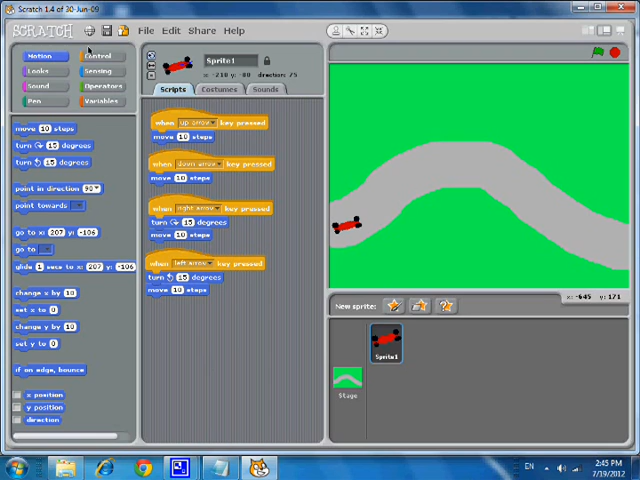 Scratch 1.4 of 30-Jun-09
SCRATCH
File Edit Share Help
Motion
Control
Looks
Sensing
Sound
Operators
Pen
Variables
move 10 steps
turn 15 degrees
turn 15 degrees
point in direction 90
point towards
go to x: 207 y: -106
go to
glide 1 secs to x: 207 y: -106
change x by 10
set x to 0
change y by 10
set y to 0
if on edge, bounce
x position
y position
direction
Sprite1
x: -210 y: -80 direction: 75
Scripts Costumes Sounds
when up arrow key pressed
move 10 steps
when down arrow key pressed
move 10 steps
when right arrow key pressed
turn 15 degrees
move 10 steps
when left arrow key pressed
turn 15 degrees
move 10 steps
x: -645 y: 171
New sprite:
Sprite1
Stage
EN
2:45 PM
7/19/2012